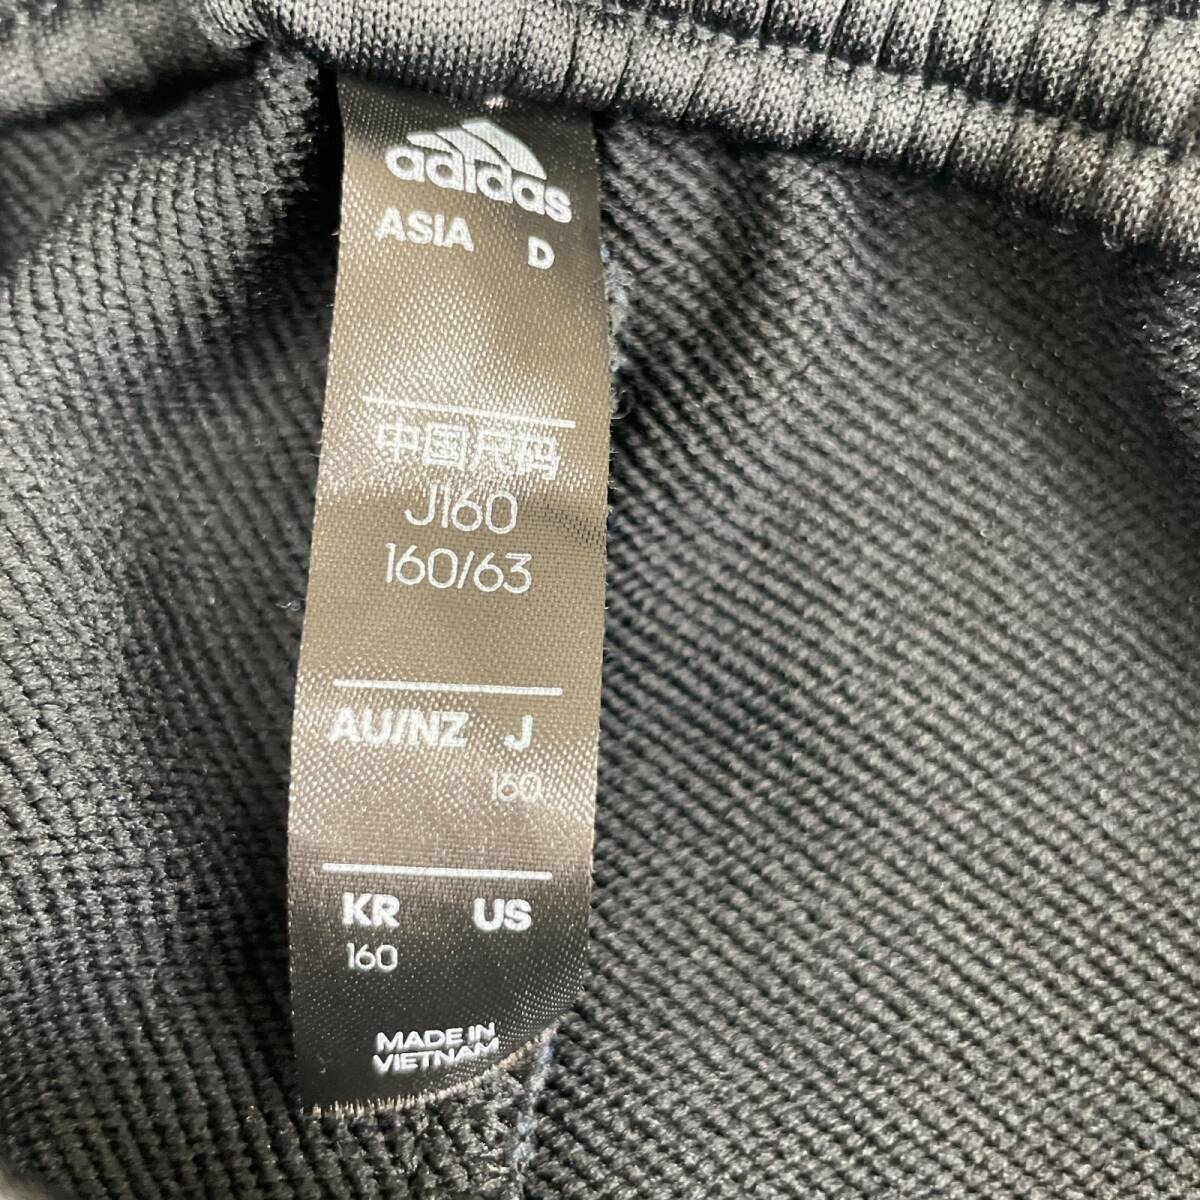 adidas
ASIA D
中国尺码
J160
160/63
AU/NZ J
160
KR US
160
MADE IN
VIETNAM